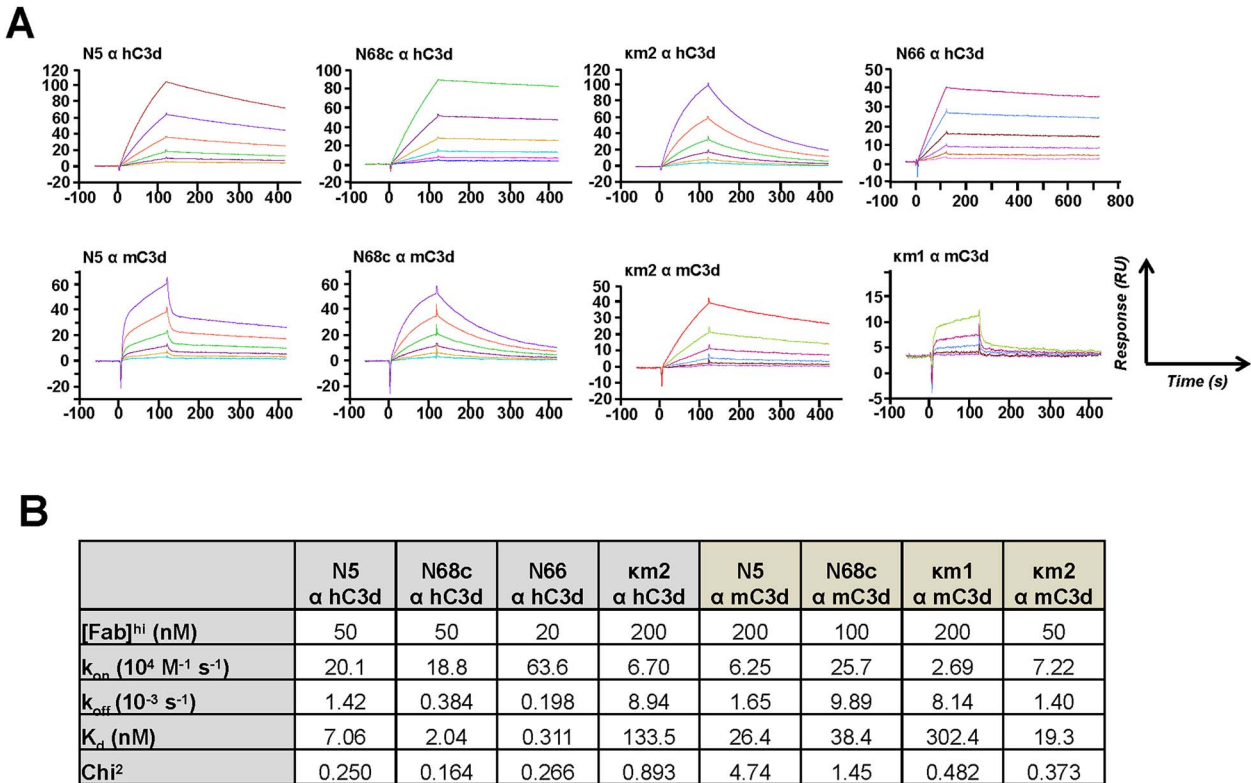 A
N5 α hC3d
N68c α hC3d
κm2 α hC3d
N66 α hC3d
120
100
80
60
40
20
0
-20
-100 0 100 200 300 400
100
80
60
40
20
0
-20
-100 0 100 200 300 400
120
100
80
60
40
20
0
-20
-100 0 100 200 300 400
50
40
30
20
10
0
-10
-100 0 200 400 600 800
N5 α mC3d
N68c α mC3d
κm2 α mC3d
κm1 α mC3d
60
40
20
0
-20
-100 0 100 200 300 400
60
40
20
0
-20
-100 0 100 200 300 400
50
40
30
20
10
0
-10
-20
-100 0 100 200 300 400
15
10
5
0
-5
-100 0 100 200 300 400
Response (RU)
Time (s)
B
N5 α hC3d N68c α hC3d N66 α hC3d κm2 α hC3d N5 α mC3d N68c α mC3d κm1 α mC3d κm2 α mC3d
[Fab]hi (nM) 50 50 20 200 200 100 200 50
kon (10⁴ M⁻¹ s⁻¹) 20.1 18.8 63.6 6.70 6.25 25.7 2.69 7.22
koff (10⁻³ s⁻¹) 1.42 0.384 0.198 8.94 1.65 9.89 8.14 1.40
Kd (nM) 7.06 2.04 0.311 133.5 26.4 38.4 302.4 19.3
Chi² 0.250 0.164 0.266 0.893 4.74 1.45 0.482 0.373